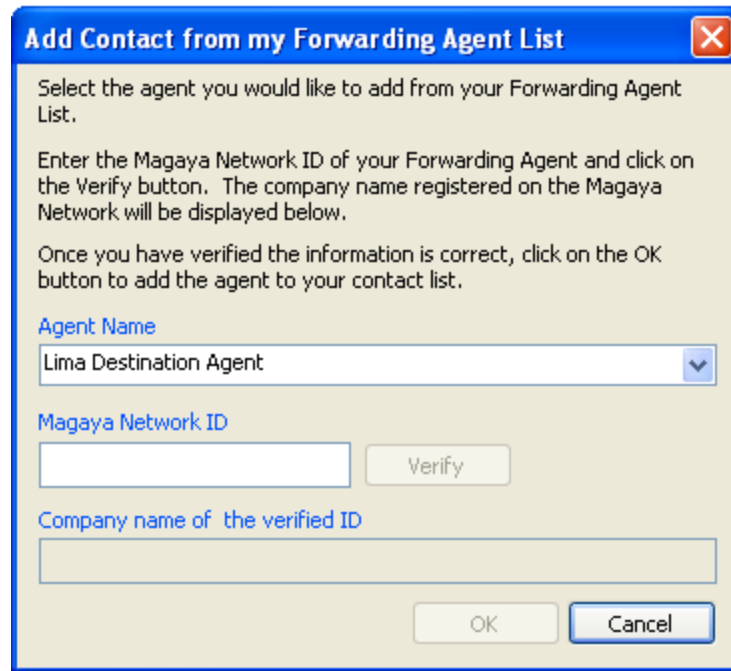 Add Contact from my Forwarding Agent List
Select the agent you would like to add from your Forwarding Agent
List.
Enter the Magaya Network ID of your Forwarding Agent and click on
the Verify button.  The company name registered on the Magaya
Network will be displayed below.
Once you have verified the information is correct, click on the OK
button to add the agent to your contact list.
Agent Name
Lima Destination Agent
Magaya Network ID
Verify
Company name of  the verified ID
OK Cancel